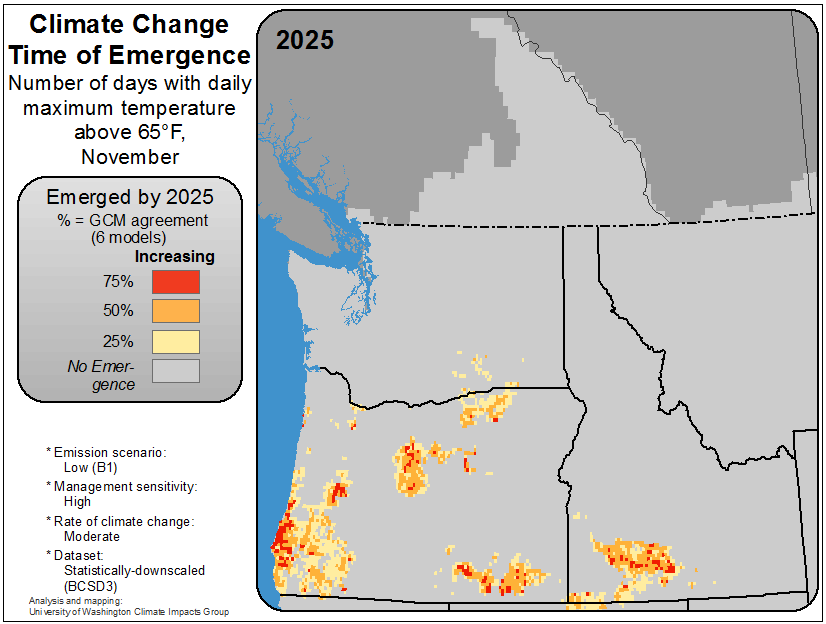 Climate Change
Time of Emergence
Number of days with daily
maximum temperature
above 65°F,
November
2025
Emerged by 2025
% = GCM agreement
(6 models)
Increasing
75%
50%
25%
No Emer-
gence
* Emission scenario:
Low (B1)
* Management sensitivity:
High
* Rate of climate change:
Moderate
* Dataset:
Statistically-downscaled
(BCSD3)
Analysis and mapping:
University of Washington Climate Impacts Group